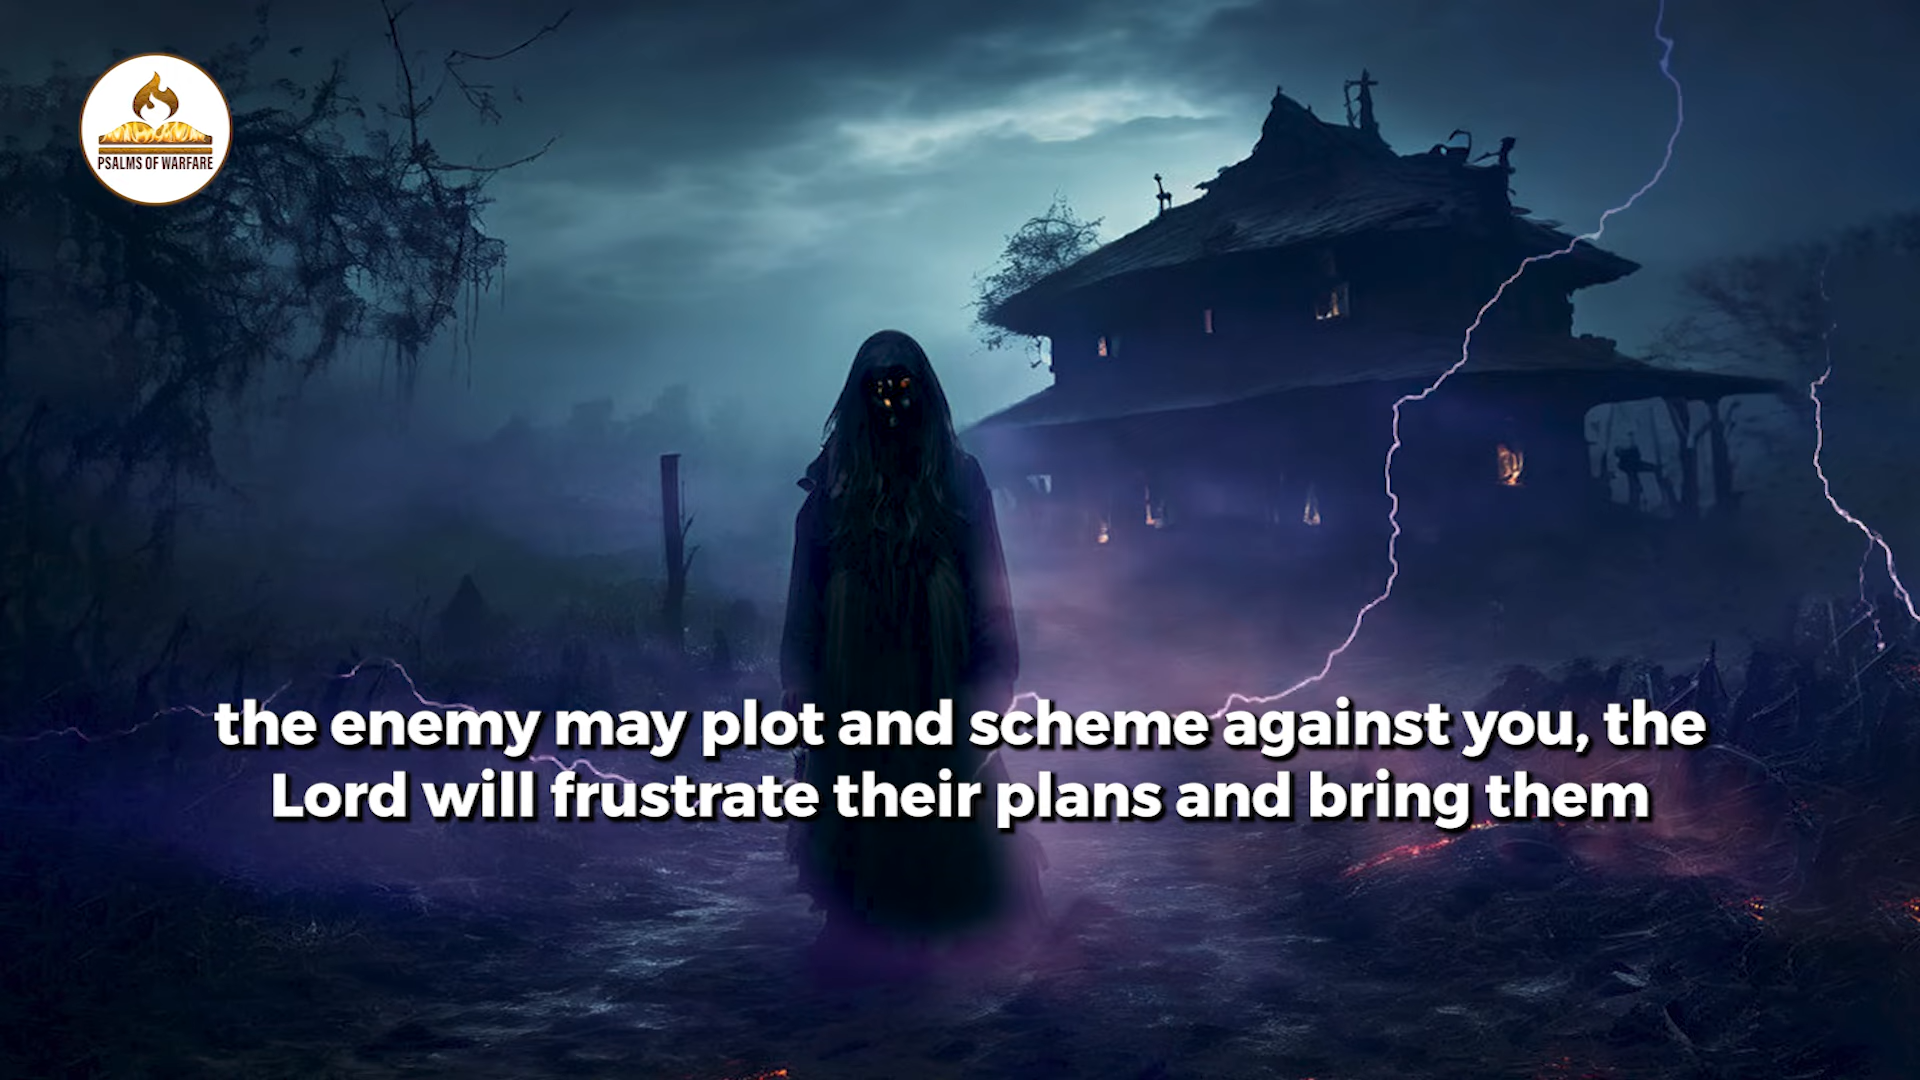 PSALMS OF WARFARE
the enemy may plot and scheme against you, the
Lord will frustrate their plans and bring them